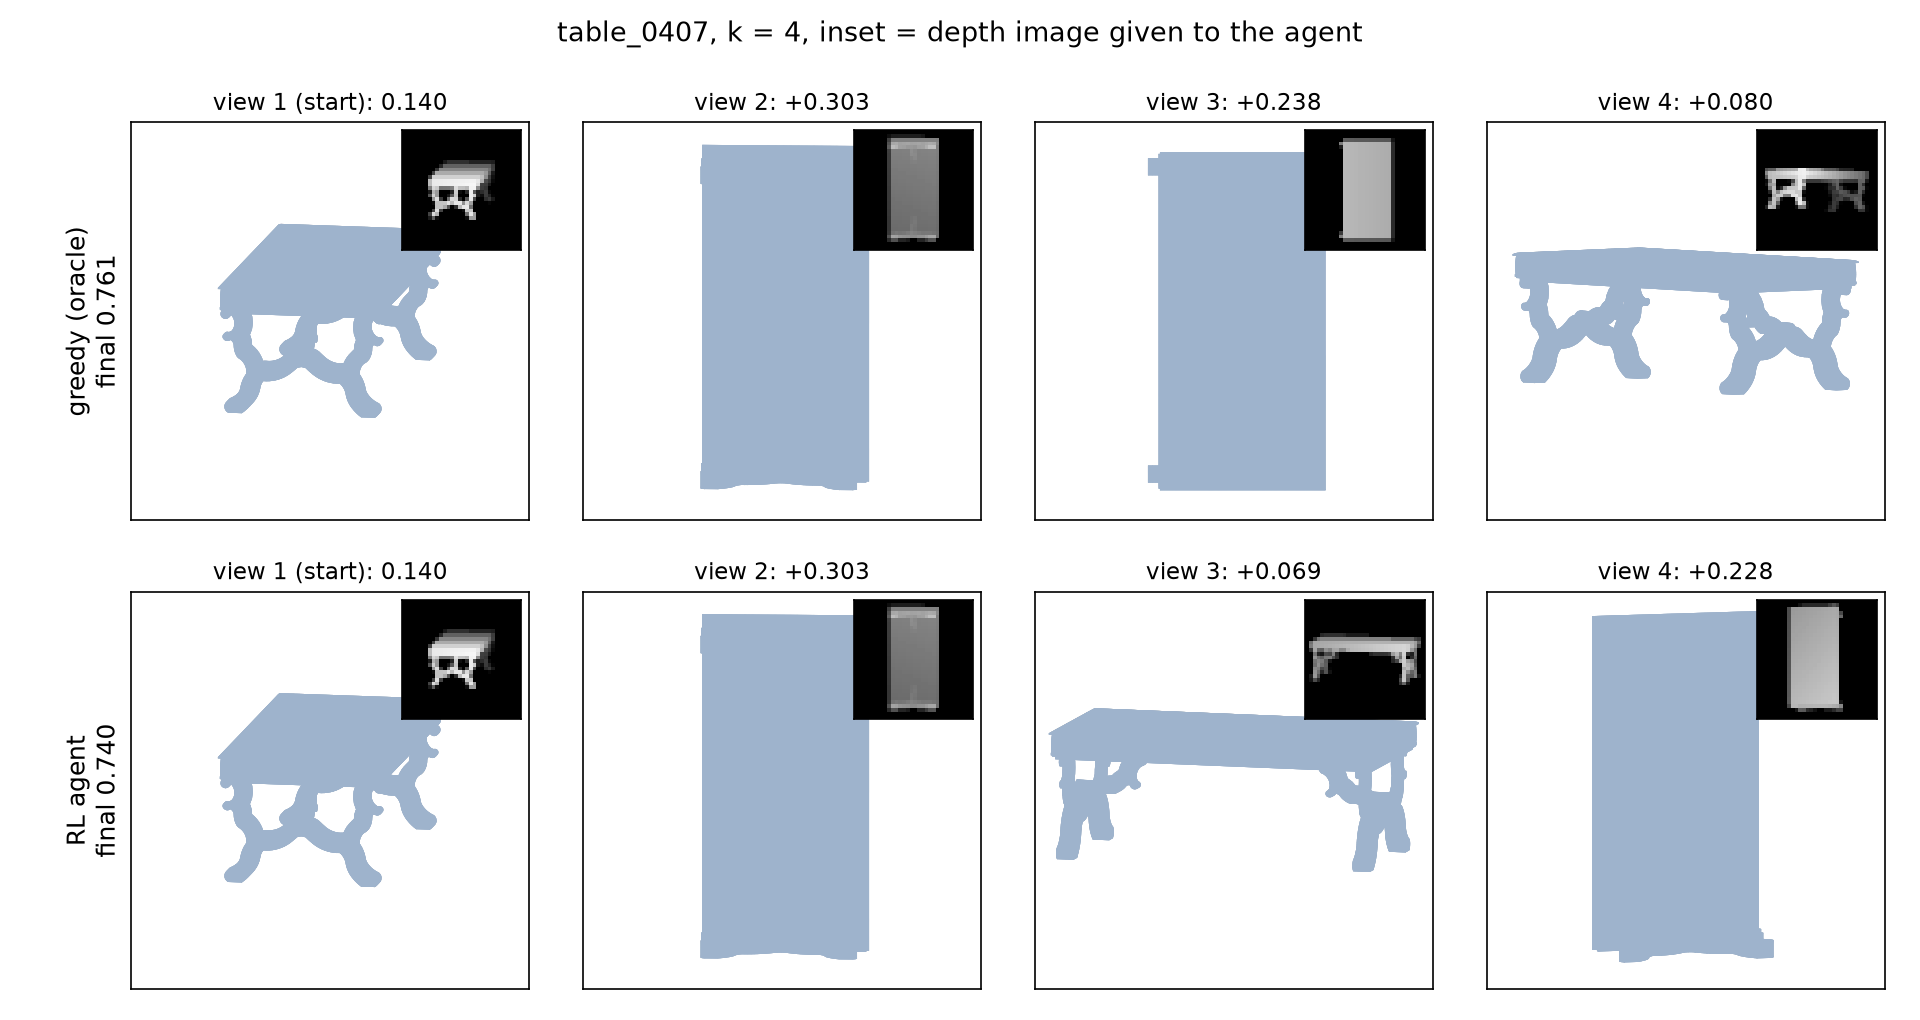 table_0407, k = 4, inset = depth image given to the agent
view 1 (start): 0.140
view 2: +0.303
view 3: +0.238
view 4: +0.080
greedy (oracle)
final 0.761
view 1 (start): 0.140
view 2: +0.303
view 3: +0.069
view 4: +0.228
RL agent
final 0.740